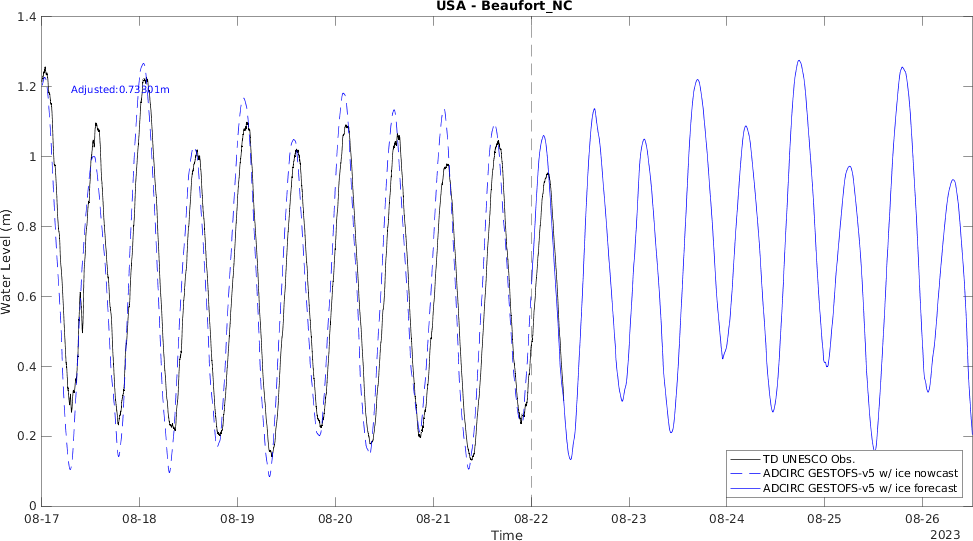 USA - Beaufort_NC
1.4
1.2
1
0.8
0.6
0.4
0.2
0
Water Level (m)
Adjusted:0.73301m
08-17 08-18 08-19 08-20 08-21 08-22 08-23 08-24 08-25 08-26
Time
2023
TD UNESCO Obs.
ADCIRC GESTOFS-v5 w/ ice nowcast
ADCIRC GESTOFS-v5 w/ ice forecast